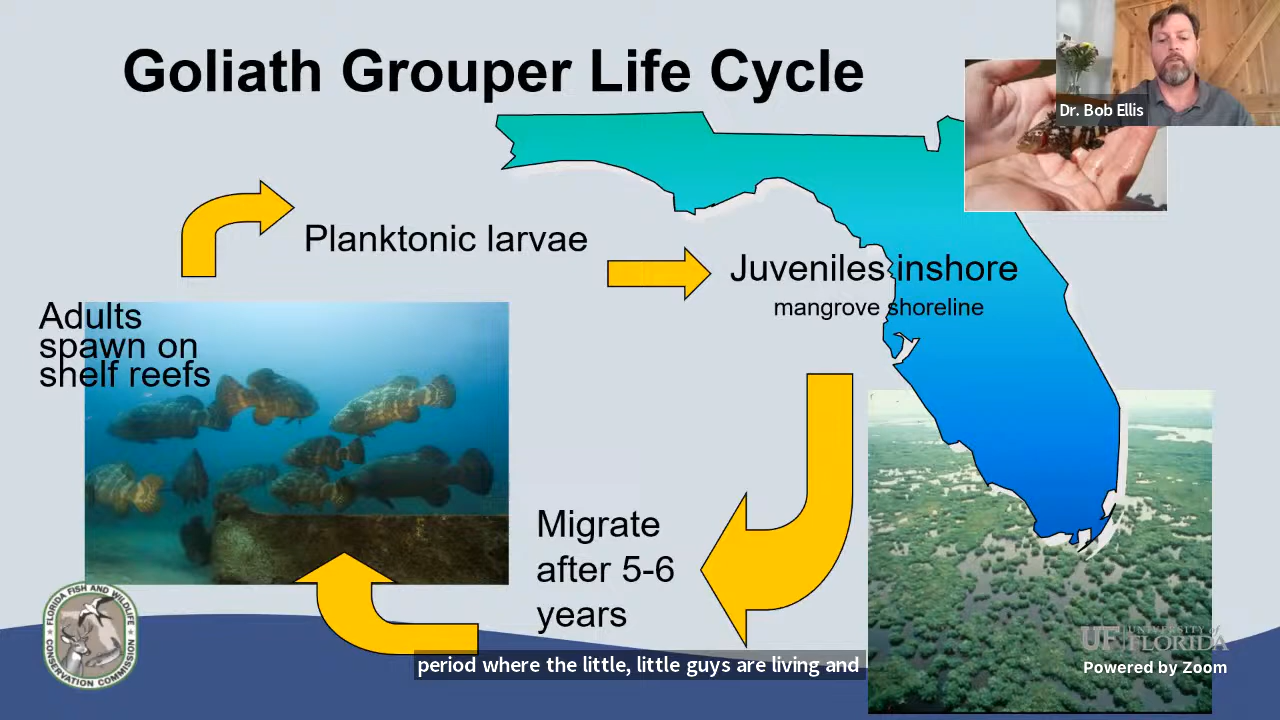 Goliath Grouper Life Cycle
Dr. Bob Ellis
Planktonic larvae
Juveniles inshore
mangrove shoreline
Adults
spawn on
shelf reefs
Migrate
after 5-6
years
FLORIDA FISH AND WILDLIFE
CONSERVATION COMMISSION
UF UNIVERSITY of
FLORIDA
period where the little, little guys are living and
Powered by Zoom